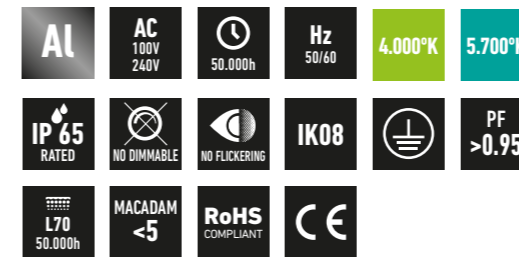 Al
AC
100V
240V
50.000h
Hz
50/60
4.000°K
5.700°K
IP 65
RATED
NO DIMMABLE
NO FLICKERING
IK08
PF
>0.95
L70
50.000h
MACADAM
<5
RoHS
COMPLIANT
CE